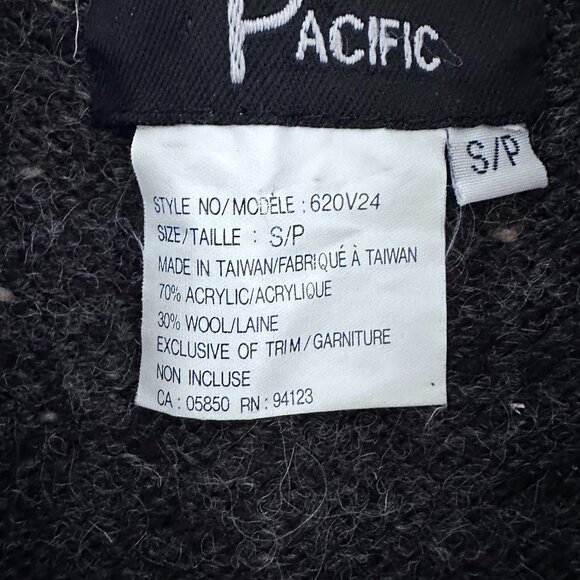 PACIFIC
S/P
STYLE NO/MODÈLE : 620V24
SIZE/TAILLE : S/P
MADE IN TAIWAN/FABRIQUÉ À TAIWAN
70% ACRYLIC/ACRYLIQUE
30% WOOL/LAINE
EXCLUSIVE OF TRIM/GARNITURE
NON INCLUSE
CA : 05850 RN : 94123